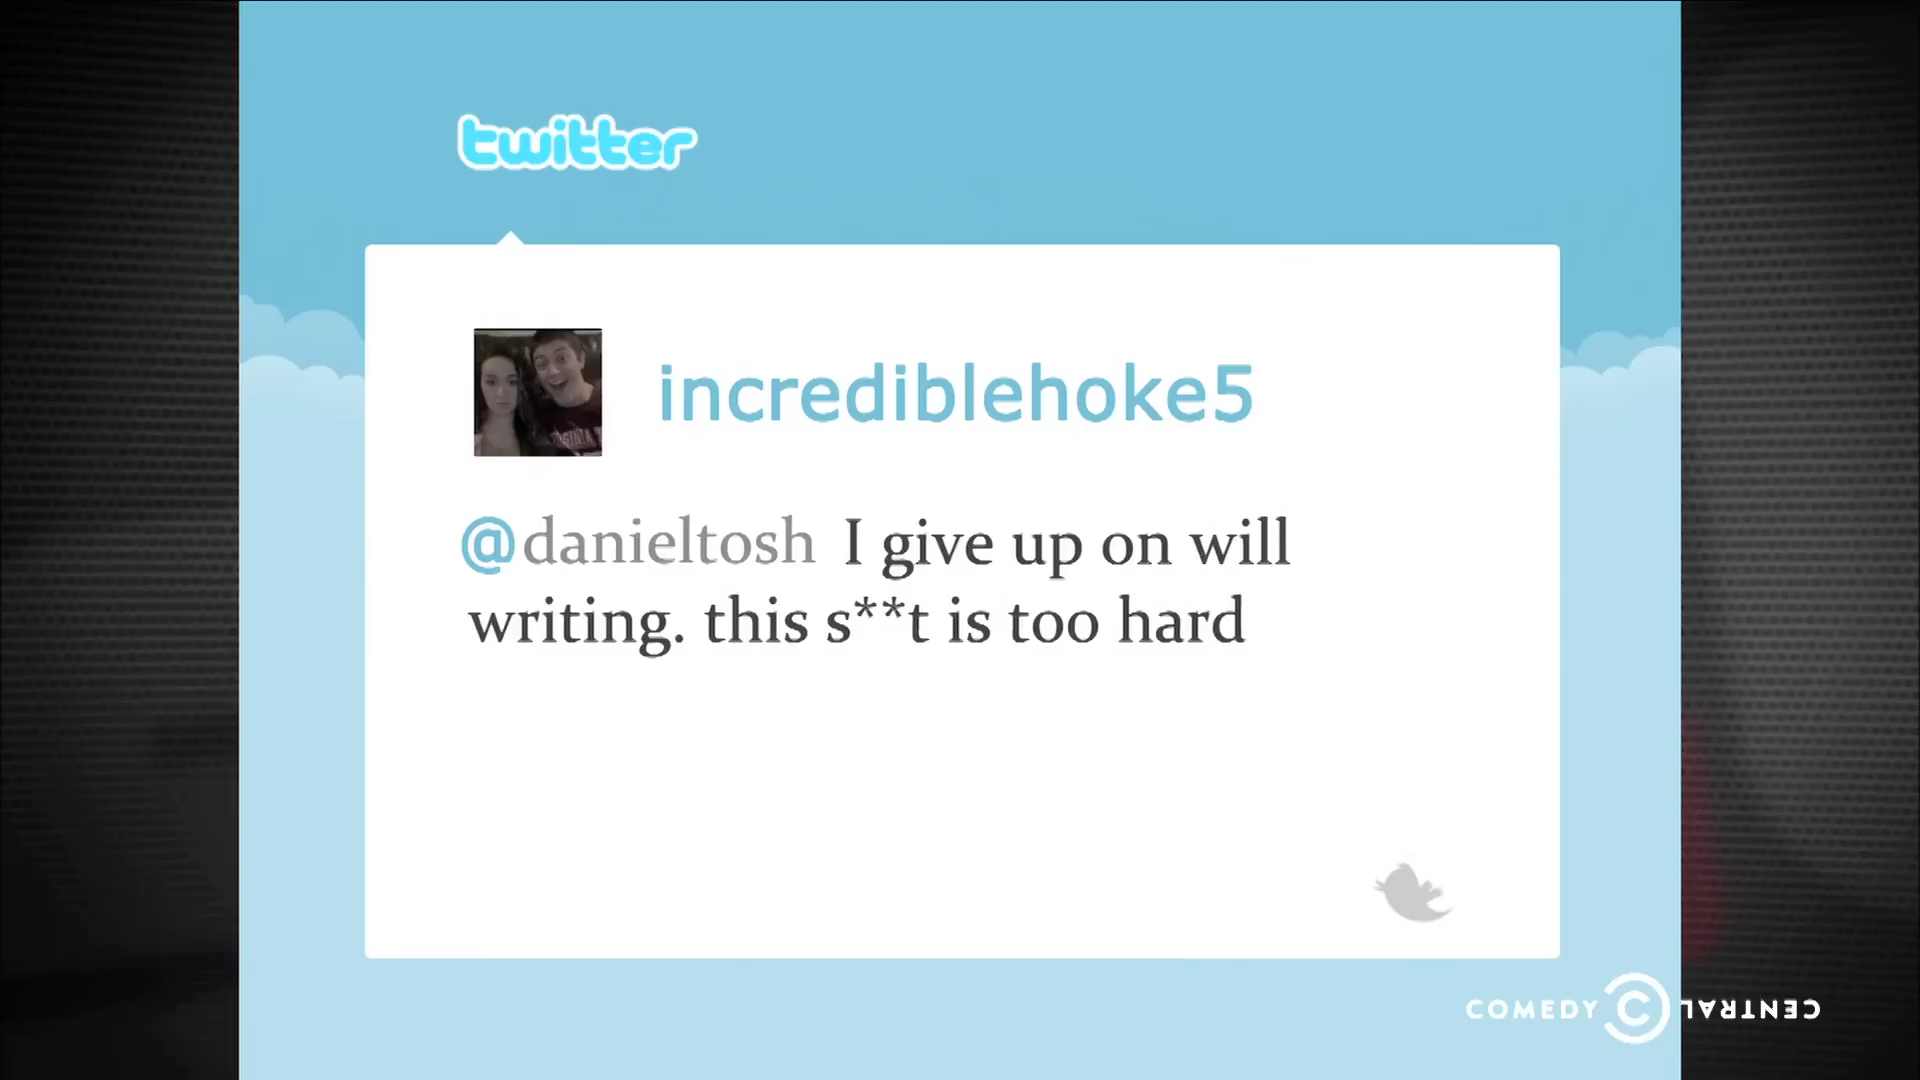 twitter
incrediblehoke5
@danieltosh I give up on will
writing. this s**t is too hard
COMEDY C CENTRAL